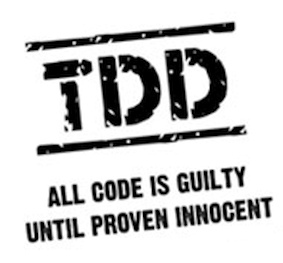 TDD
ALL CODE IS GUILTY
UNTIL PROVEN INNOCENT